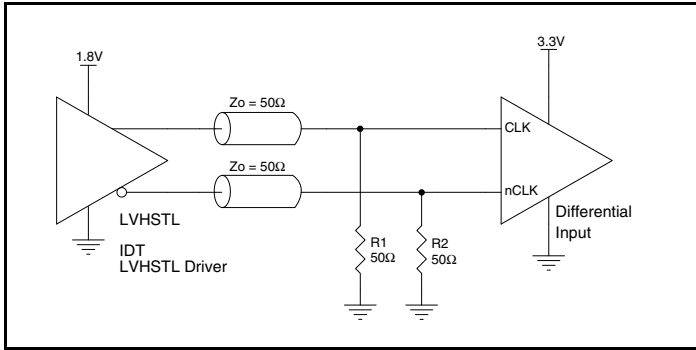 1.8V
3.3V
Zo = 50Ω
CLK
Zo = 50Ω
nCLK
LVHSTL
IDT
LVHSTL Driver
R1
50Ω
R2
50Ω
Differential
Input